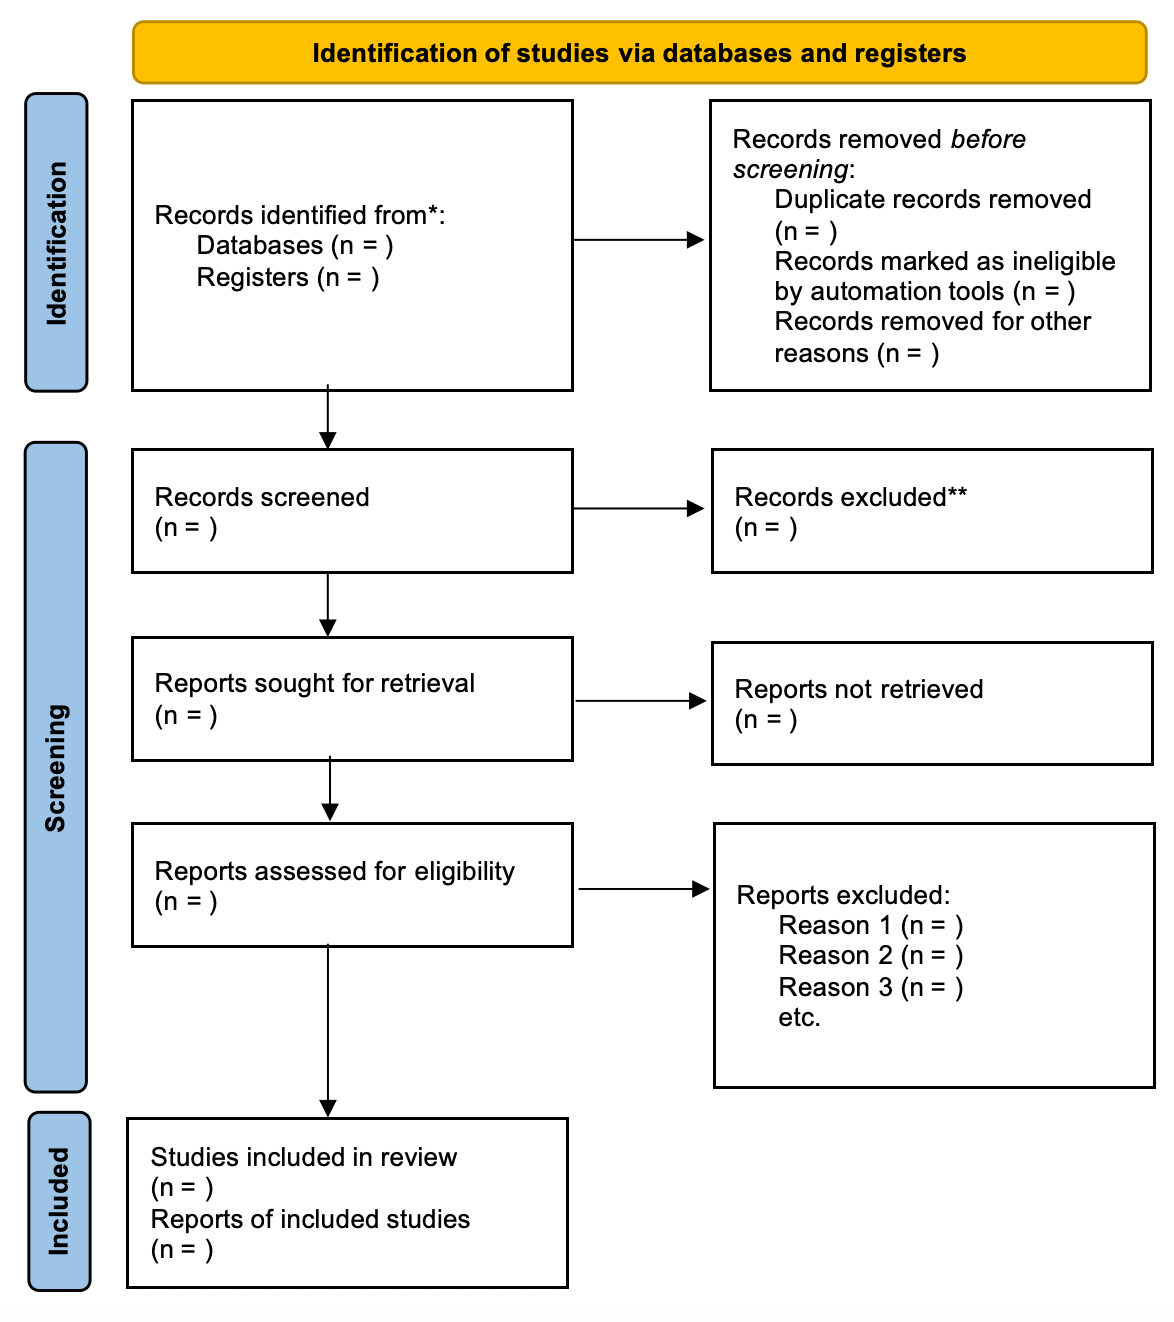 Identification of studies via databases and registers
Identification
Records identified from*:
Databases (n = )
Registers (n = )
Records removed before
screening:
Duplicate records removed
(n = )
Records marked as ineligible
by automation tools (n = )
Records removed for other
reasons (n = )
Screening
Records screened
(n = )
Records excluded**
(n = )
Reports sought for retrieval
(n = )
Reports not retrieved
(n = )
Reports assessed for eligibility
(n = )
Reports excluded:
Reason 1 (n = )
Reason 2 (n = )
Reason 3 (n = )
etc.
Included
Studies included in review
(n = )
Reports of included studies
(n = )